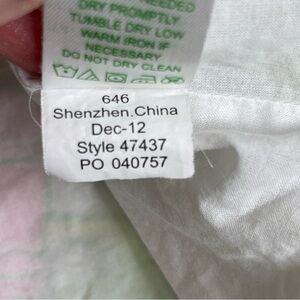 NEEDED
DRY PROMPTLY
TUMBLE DRY LOW
WARM IRON IF
NECESSARY
DO NOT DRY CLEAN
646
Shenzhen.China
Dec-12
Style 47437
PO 040757